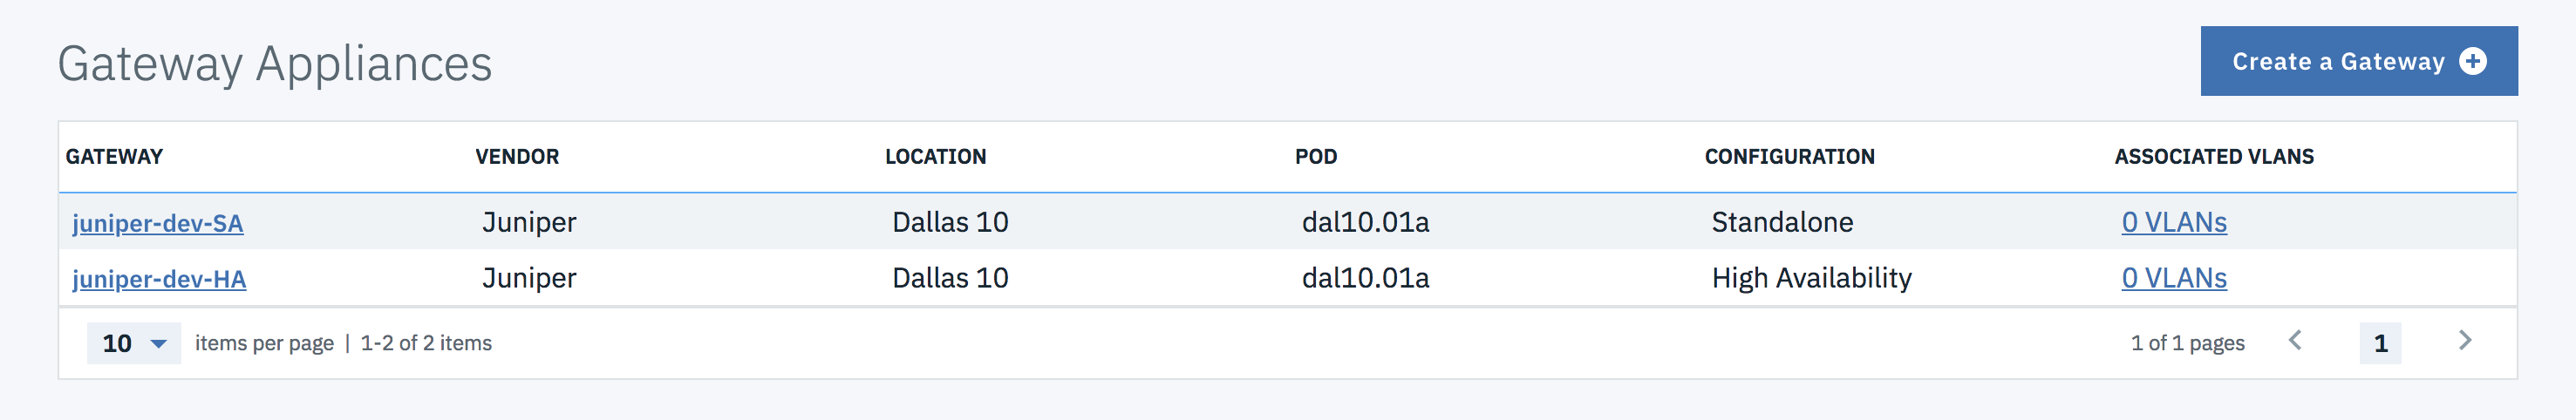 Gateway Appliances
Create a Gateway
GATEWAY VENDOR LOCATION POD CONFIGURATION ASSOCIATED VLANS
juniper-dev-SA Juniper Dallas 10 dal10.01a Standalone 0 VLANs
juniper-dev-HA Juniper Dallas 10 dal10.01a High Availability 0 VLANs
10 items per page | 1-2 of 2 items 1 of 1 pages 1